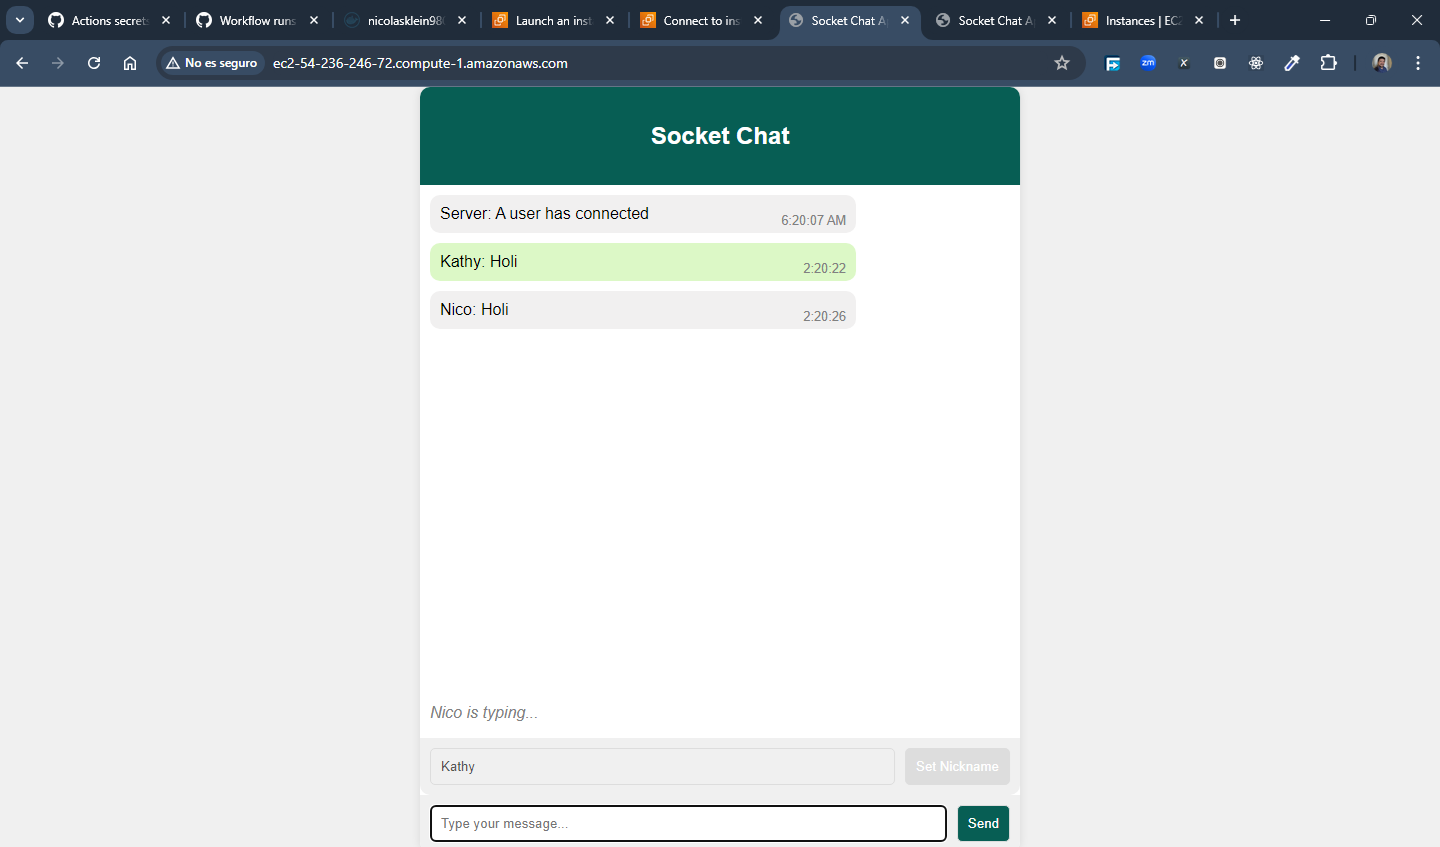 Actions secrets
Workflow runs
nicolasklein98
Launch an inst
Connect to ins
Socket Chat A
Socket Chat A
Instances | EC2
No es seguro
ec2-54-236-246-72.compute-1.amazonaws.com
zm
Socket Chat
Server: A user has connected
6:20:07 AM
Kathy: Holi
2:20:22
Nico: Holi
2:20:26
Nico is typing...
Kathy
Set Nickname
Type your message...
Send